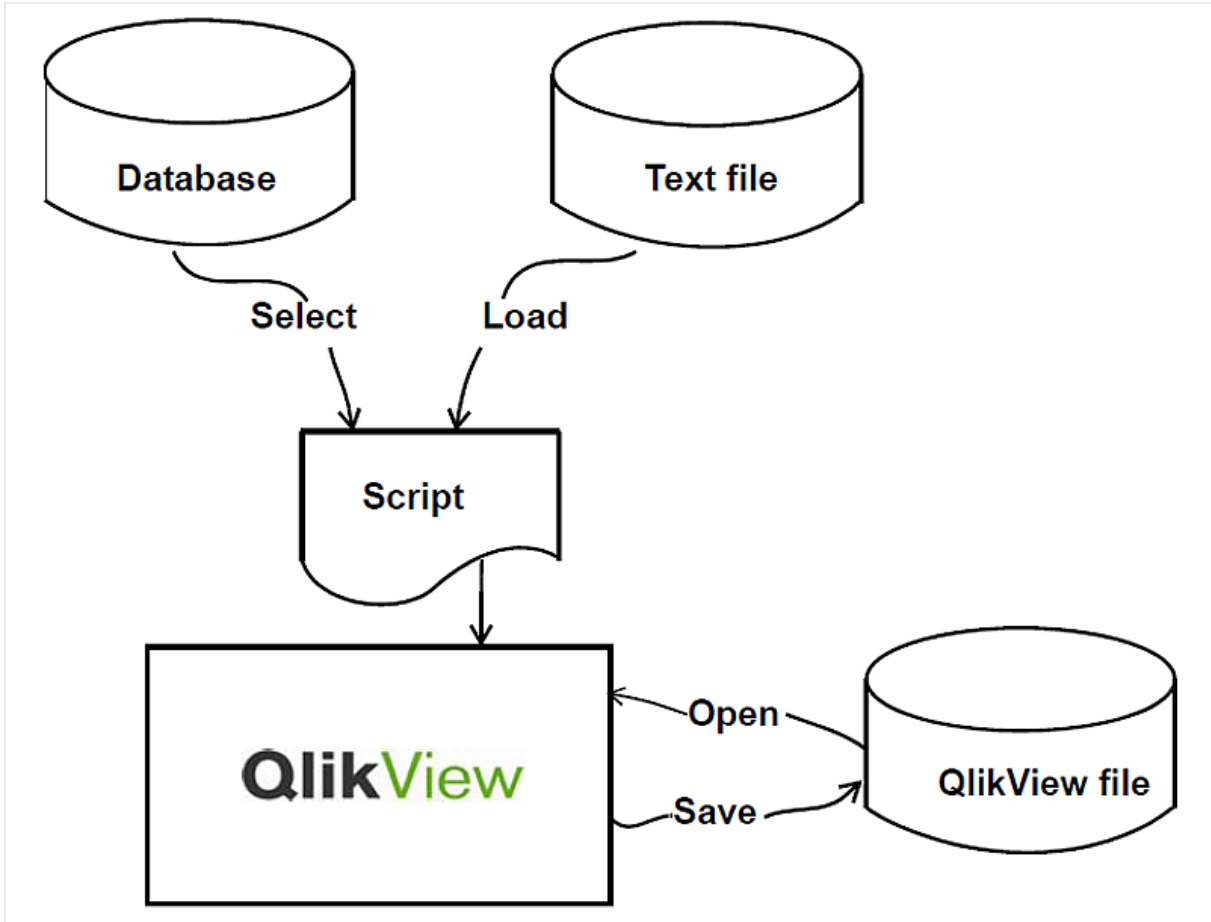 Database
Text file
Select
Load
Script
Open
QlikView
QlikView file
Save